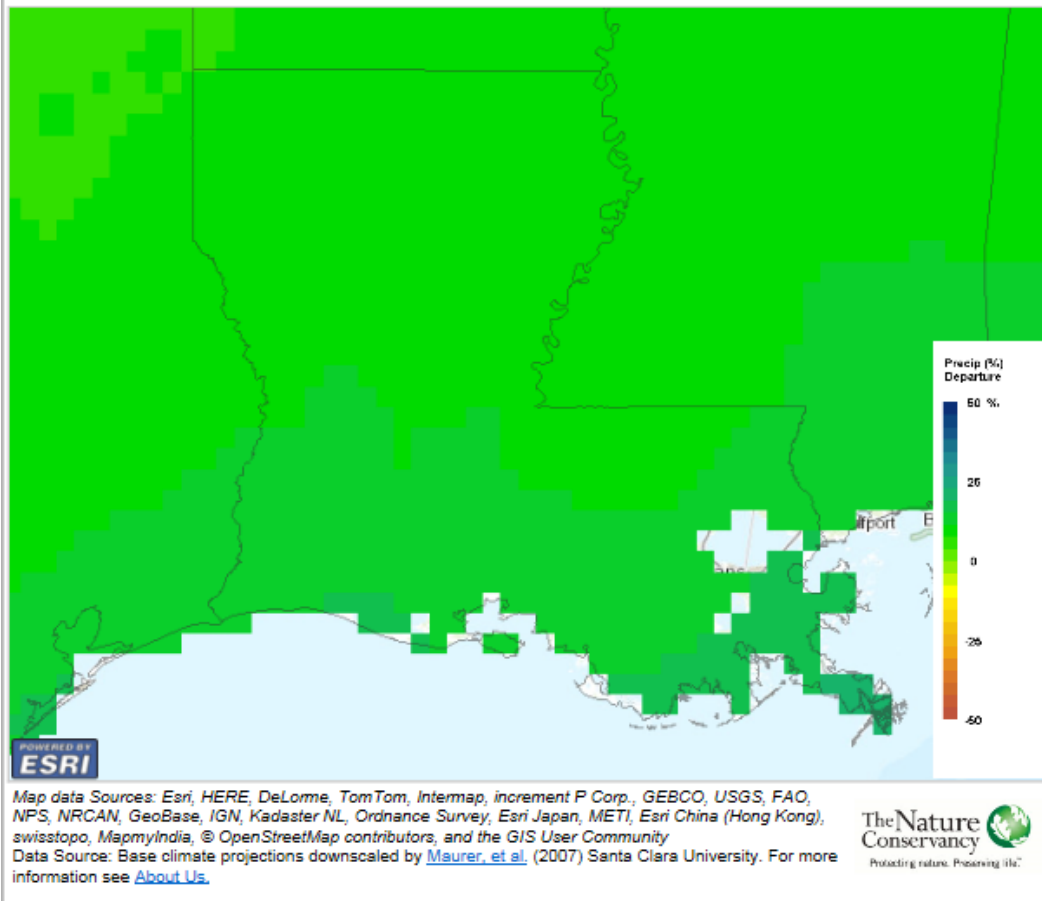 Precip (%)
Departure
50 %
25
0
-25
-50
lfport
B
ans
POWERED BY
ESRI
Map data Sources: Esri, HERE, DeLorme, TomTom, Intermap, increment P Corp., GEBCO, USGS, FAO,
NPS, NRCAN, GeoBase, IGN, Kadaster NL, Ordnance Survey, Esri Japan, METI, Esri China (Hong Kong),
swisstopo, MapmyIndia, © OpenStreetMap contributors, and the GIS User Community
Data Source: Base climate projections downscaled by Maurer, et al. (2007) Santa Clara University. For more
information see About Us.
The Nature
Conservancy
Protecting nature. Preserving life.™